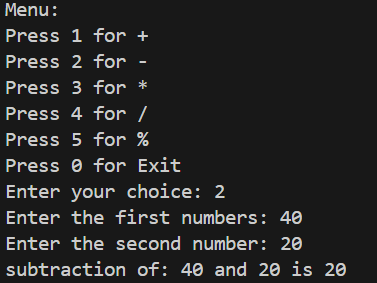 Menu:
Press 1 for +
Press 2 for -
Press 3 for *
Press 4 for /
Press 5 for %
Press 0 for Exit
Enter your choice: 2
Enter the first numbers: 40
Enter the second number: 20
subtraction of: 40 and 20 is 20